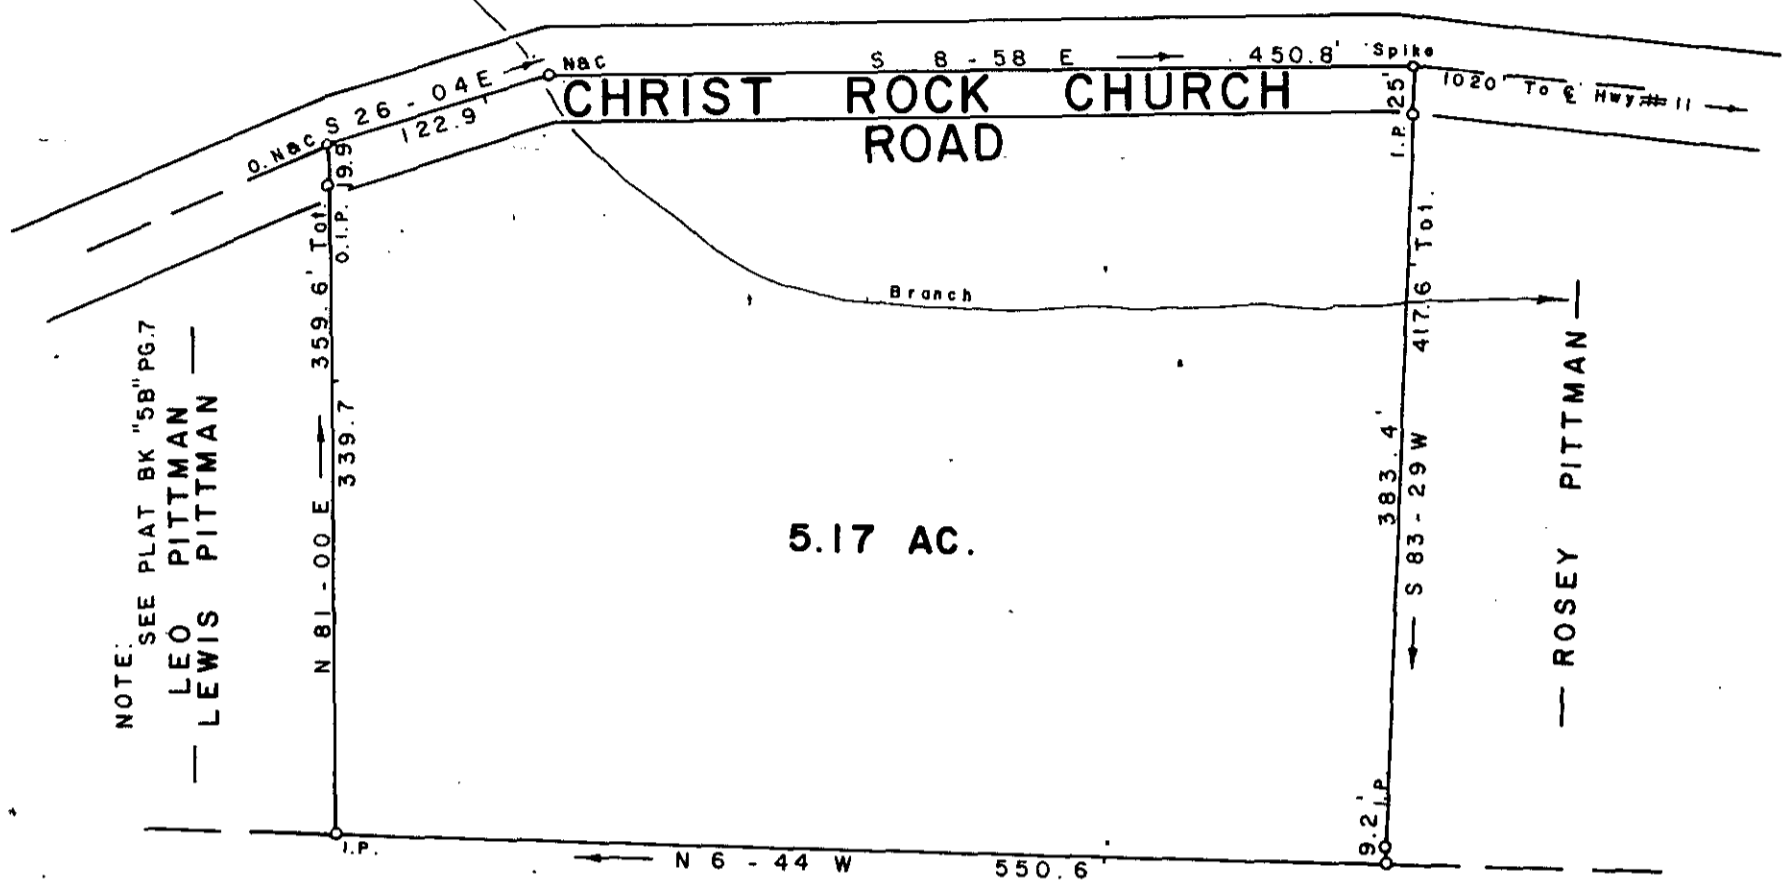 S 26 - 04 E
122.9'
O. N&C
N&C
S 8 - 58 E 450.8'
Spike
1020' To ℄ Hwy # 11
CHRIST ROCK CHURCH
ROAD
19.9'
O.I.P.
359.6' Tot.
339.7'
N 81 - 00 E
I.P.
25'
I.P.
417.6' Tot.
383.4'
S 83 - 29 W
Branch
5.17 AC.
NOTE:
SEE PLAT BK "5B" PG.7
LEO PITTMAN
LEWIS PITTMAN
ROSEY PITTMAN
9.2'
I.P.
N 6 - 44 W 550.6'